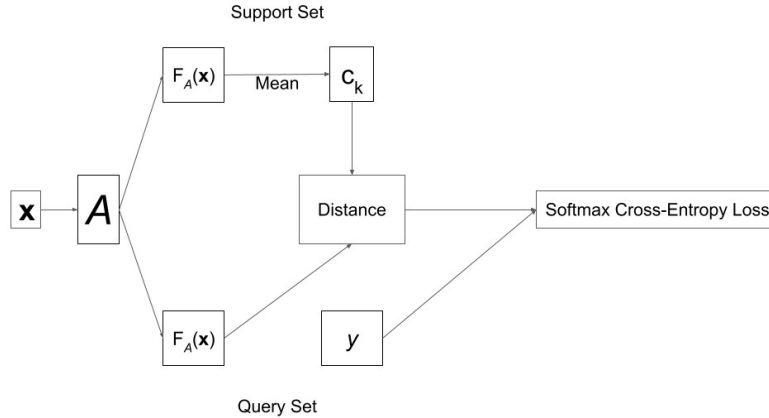 Support Set
F_A(x)
Mean
c_k
x
A
Distance
Softmax Cross-Entropy Loss
F_A(x)
y
Query Set